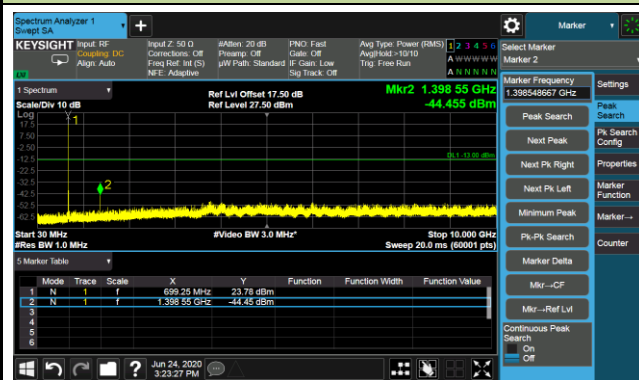 Spectrum Analyzer 1
Swept SA
+
Marker
KEYSIGHT
Input: RF
Coupling: DC
Align: Auto
Input Z: 50 Ω
Corrections: Off
Freq Ref: Int (S)
NFE: Adaptive
#Atten: 20 dB
Preamp: Off
µW Path: Standard
PNO: Fast
Gate: Off
IF Gain: Low
Sig Track: Off
Avg Type: Power (RMS)
Avg|Hold:>10/10
Trig: Free Run
1 2 3 4 5 6
A W W W W W
A N N N N N
LXI
Select Marker
Marker 2
1 Spectrum
Scale/Div 10 dB
Ref Lvl Offset 17.50 dB
Ref Level 27.50 dBm
Mkr2 1.398 55 GHz
-44.455 dBm
Log
17.5
7.50
-2.50
-12.5
-22.5
-32.5
-42.5
-52.5
-62.5
1
2
DL1 -13.00 dBm
Start 30 MHz
#Res BW 1.0 MHz
#Video BW 3.0 MHz*
Stop 10.000 GHz
Sweep 20.0 ms (60001 pts)
5 Marker Table
Mode Trace Scale X Y Function Function Width Function Value
1 N 1 f 699.25 MHz 23.78 dBm
2 N 1 f 1.398 55 GHz -44.45 dBm
3
4
5
6
Marker Frequency
1.398548667 GHz
Peak Search
Next Peak
Next Pk Right
Next Pk Left
Minimum Peak
Pk-Pk Search
Marker Delta
Mkr→CF
Mkr→Ref Lvl
Continuous Peak
Search
On
Off
Settings
Peak
Search
Pk Search
Config
Properties
Marker
Function
Marker→
Counter
?
Jun 24, 2020
3:23:27 PM